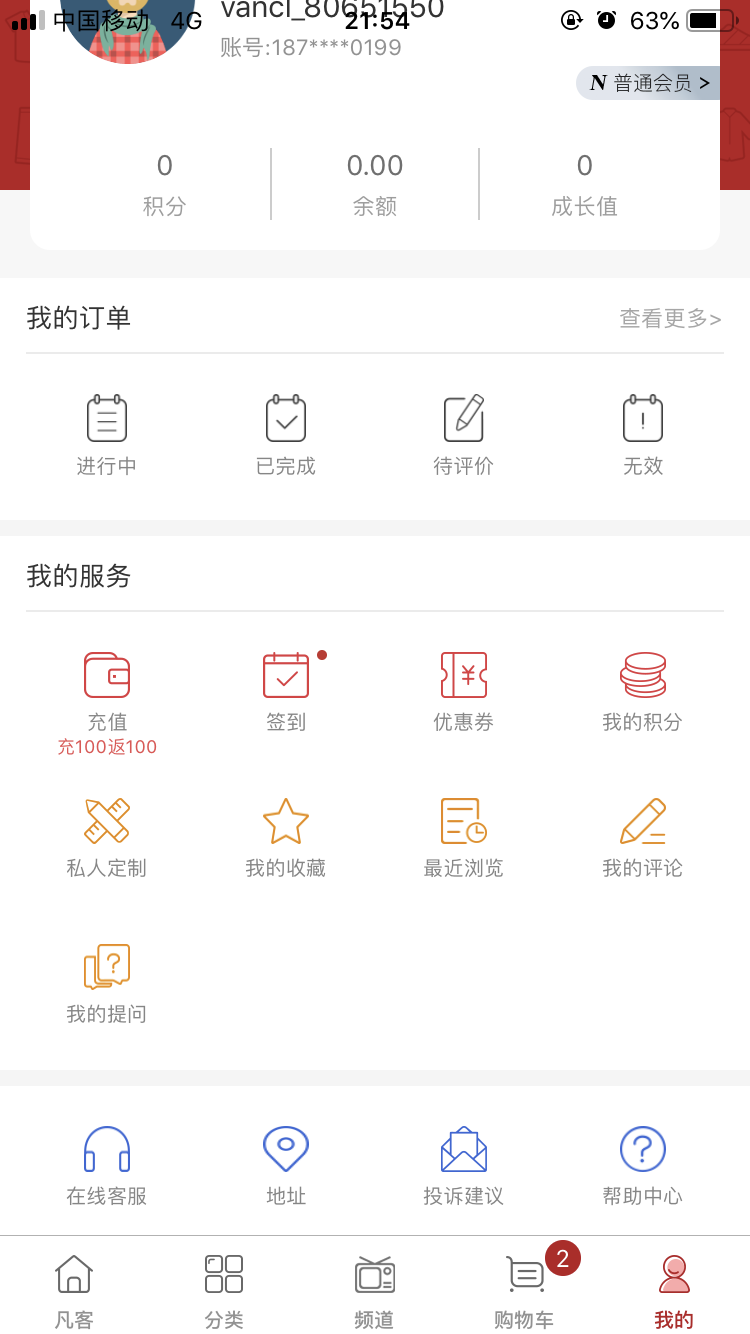 中国移动 4G 21:54 63%
vancl_80651550
账号:187****0199
N 普通会员 >
0 0.00 0
积分 余额 成长值
我的订单 查看更多>
进行中 已完成 待评价 无效
我的服务
充值 签到 优惠券 我的积分
充100返100
私人定制 我的收藏 最近浏览 我的评论
我的提问
在线客服 地址 投诉建议 帮助中心
2
凡客 分类 频道 购物车 我的